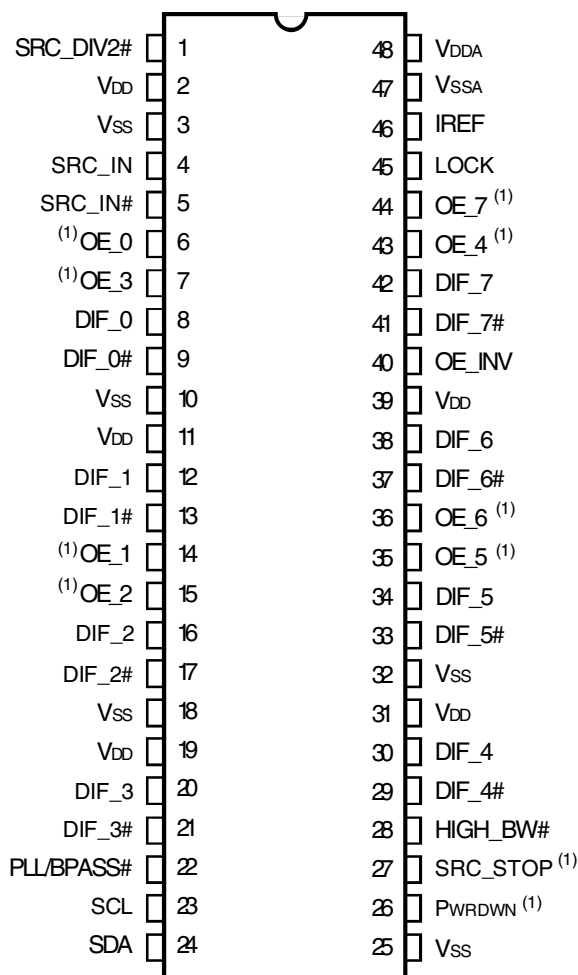 SRC_DIV2# 1 48 VDDA
VDD 2 47 VSSA
VSS 3 46 IREF
SRC_IN 4 45 LOCK
SRC_IN# 5 44 OE_7 (1)
(1) OE_0 6 43 OE_4 (1)
(1) OE_3 7 42 DIF_7
DIF_0 8 41 DIF_7#
DIF_0# 9 40 OE_INV
VSS 10 39 VDD
VDD 11 38 DIF_6
DIF_1 12 37 DIF_6#
DIF_1# 13 36 OE_6 (1)
(1) OE_1 14 35 OE_5 (1)
(1) OE_2 15 34 DIF_5
DIF_2 16 33 DIF_5#
DIF_2# 17 32 VSS
VSS 18 31 VDD
VDD 19 30 DIF_4
DIF_3 20 29 DIF_4#
DIF_3# 21 28 HIGH_BW#
PLL/BPASS# 22 27 SRC_STOP (1)
SCL 23 26 PWRDWN (1)
SDA 24 25 VSS